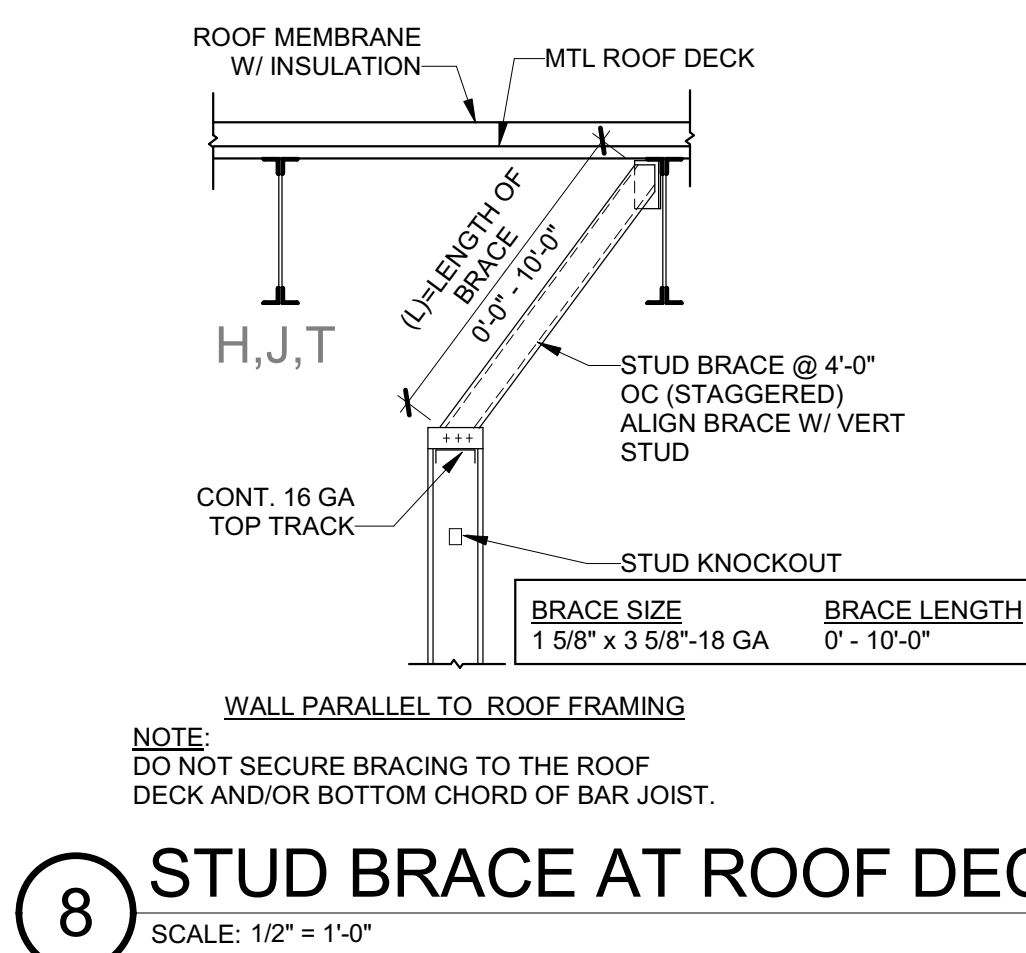 ROOF MEMBRANE
W/ INSULATION
MTL ROOF DECK
(L)=LENGTH OF
BRACE
0'-0" - 10'-0"
H,J,T
STUD BRACE @ 4'-0"
OC (STAGGERED)
ALIGN BRACE W/ VERT
STUD
CONT. 16 GA
TOP TRACK
STUD KNOCKOUT
BRACE SIZE BRACE LENGTH
1 5/8" x 3 5/8"-18 GA 0' - 10'-0"
WALL PARALLEL TO ROOF FRAMING
NOTE:
DO NOT SECURE BRACING TO THE ROOF
DECK AND/OR BOTTOM CHORD OF BAR JOIST.
8 STUD BRACE AT ROOF
SCALE: 1/2" = 1'-0"